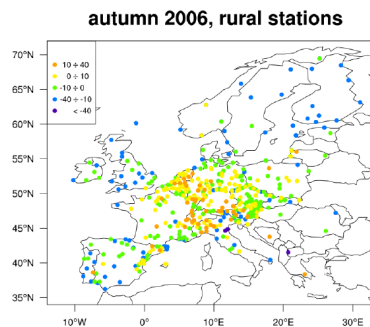 autumn 2006, rural stations
70°N
65°N
60°N
55°N
50°N
45°N
40°N
35°N
10 ÷ 40
0 ÷ 10
-10 ÷ 0
-40 ÷ -10
< -40
10°W
0°
10°E
20°E
30°E